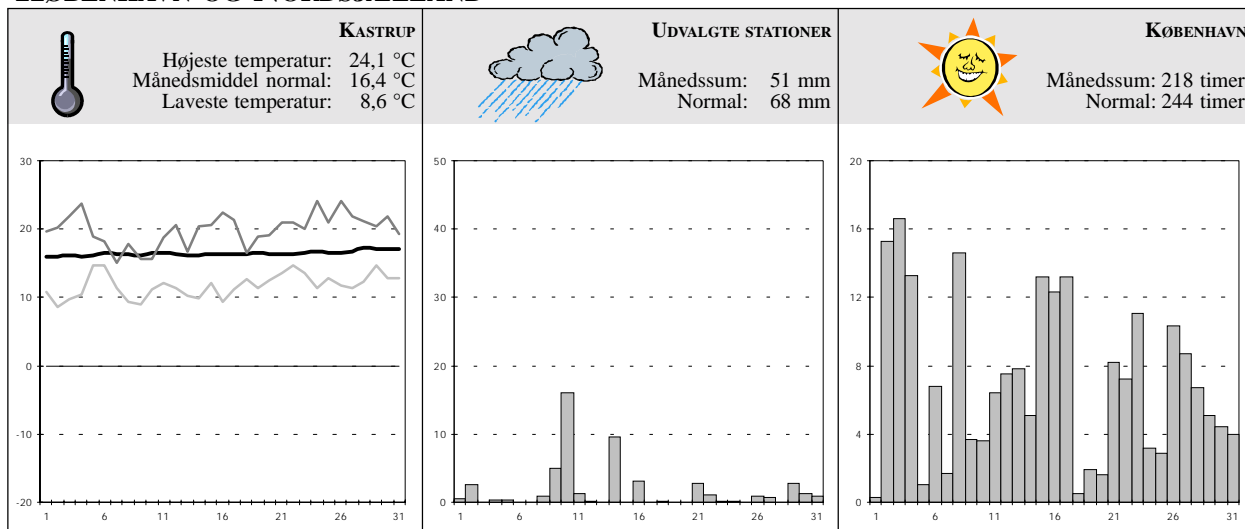 KØBENHAVN OG NORDSJÆLLAND
KASTRUP
Højeste temperatur: 24,1 °C
Månedsmiddel normal: 16,4 °C
Laveste temperatur: 8,6 °C
UDVALGTE STATIONER
Månedssum: 51 mm
Normal: 68 mm
KØBENHAVN
Månedssum: 218 timer
Normal: 244 timer
30
20
10
0
-10
-20
1 6 11 16 21 26 31
50
40
30
20
10
0
1 6 11 16 21 26 31
20
16
12
8
4
0
1 6 11 16 21 26 31